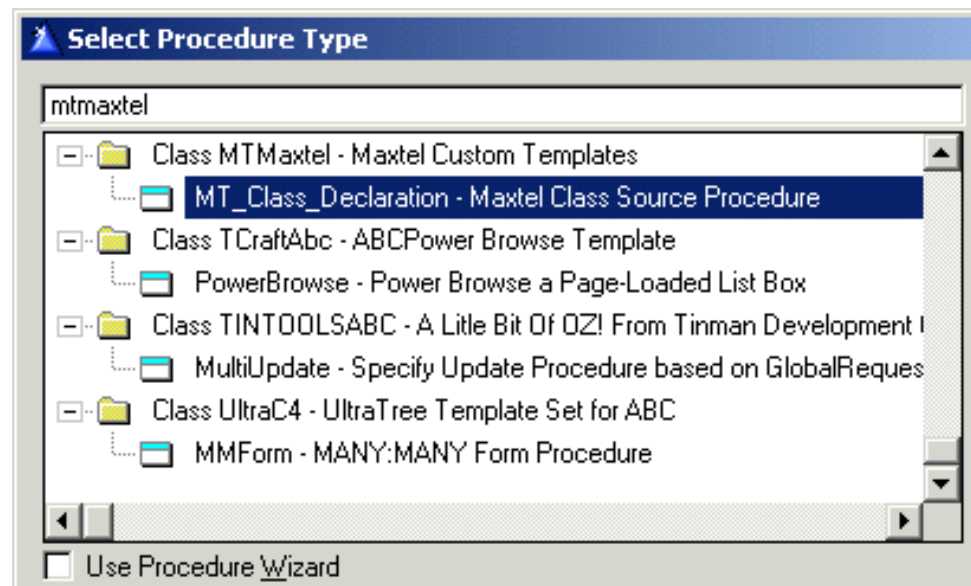 Select Procedure Type
mtmaxtel
Class MTMaxtel - Maxtel Custom Templates
MT_Class_Declaration - Maxtel Class Source Procedure
Class TCraftAbc - ABCPower Browse Template
PowerBrowse - Power Browse a Page-Loaded List Box
Class TINTOOLSABC - A Litle Bit Of OZ! From Tinman Development
MultiUpdate - Specify Update Procedure based on GlobalReques
Class UltraC4 - UltraTree Template Set for ABC
MMForm - MANY:MANY Form Procedure
Use Procedure Wizard